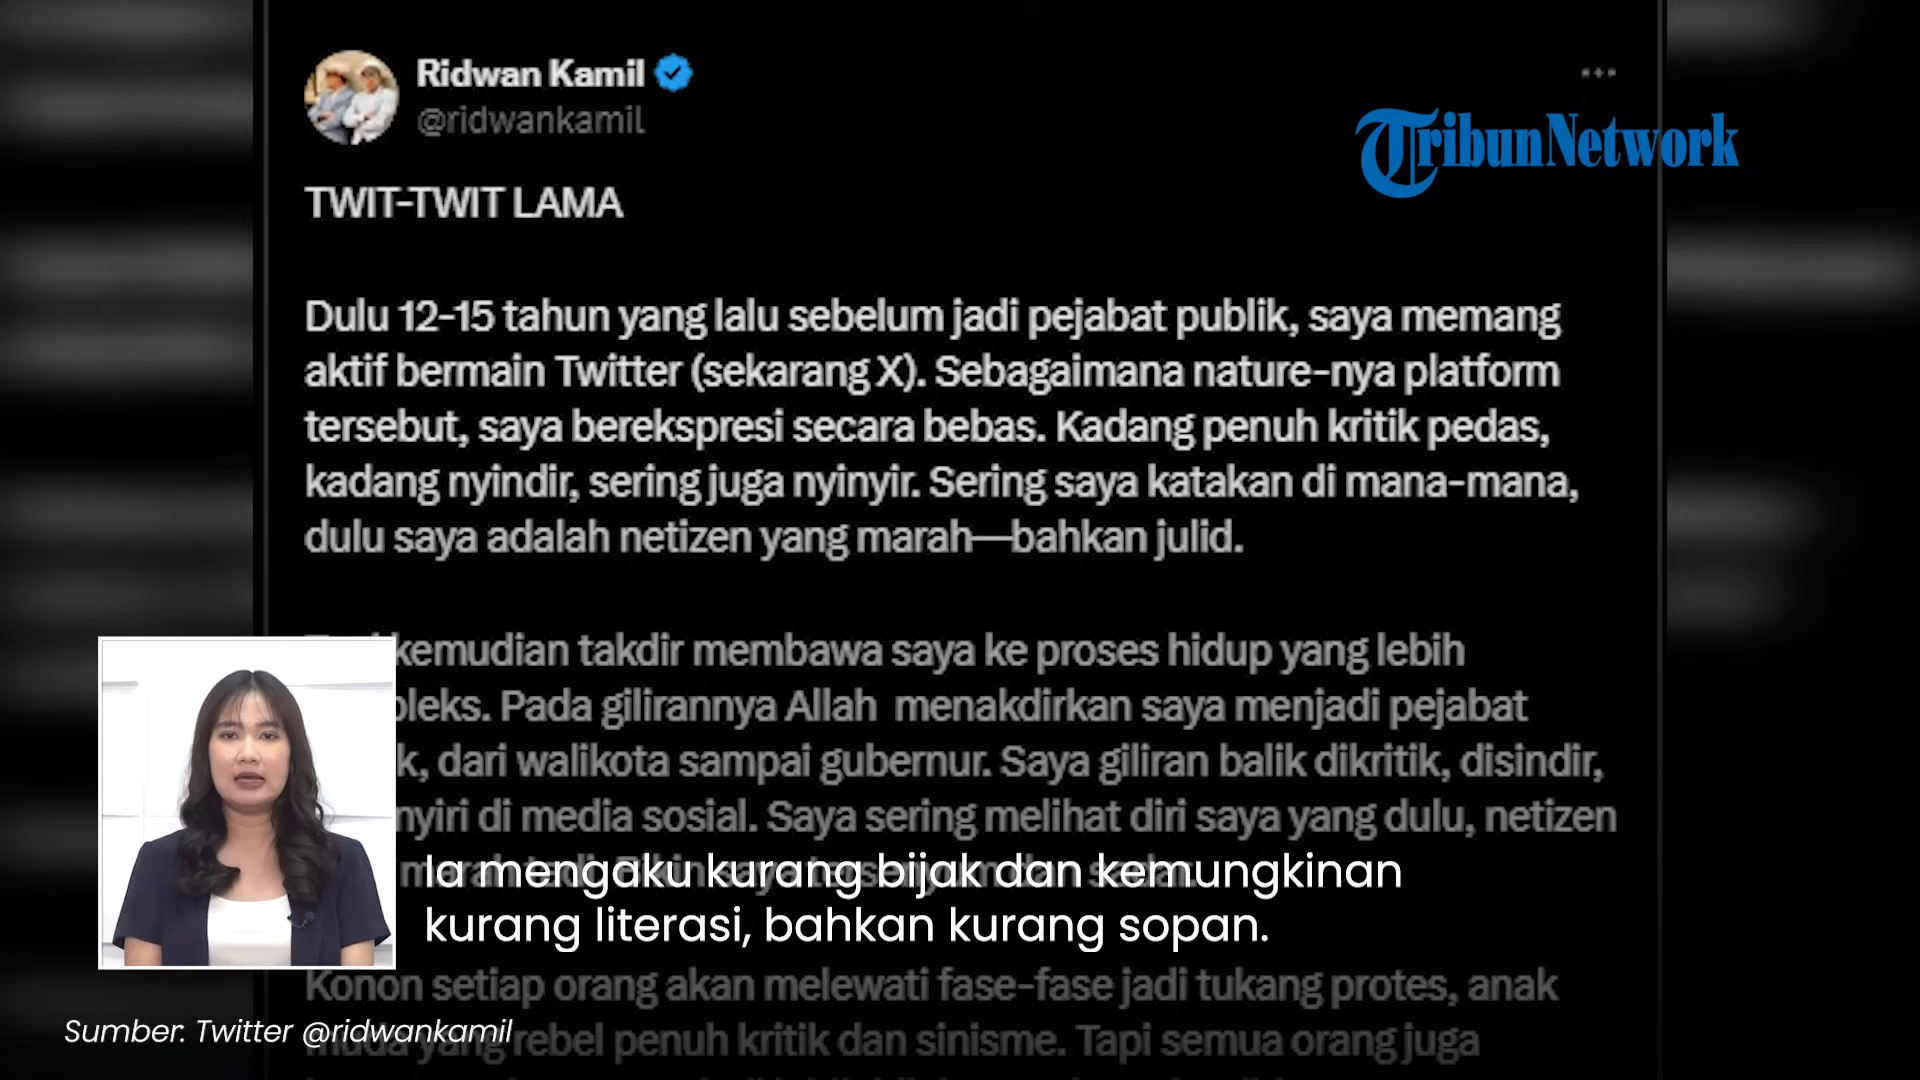 Ridwan Kamil
@ridwankamil
TribunNetwork
TWIT-TWIT LAMA
Dulu 12-15 tahun yang lalu sebelum jadi pejabat publik, saya memang
aktif bermain Twitter (sekarang X). Sebagaimana nature-nya platform
tersebut, saya berekspresi secara bebas. Kadang penuh kritik pedas,
kadang nyindir, sering juga nyinyir. Sering saya katakan di mana-mana,
dulu saya adalah netizen yang marah—bahkan julid.
kemudian takdir membawa saya ke proses hidup yang lebih
pleks. Pada gilirannya Allah menakdirkan saya menjadi pejabat
k, dari walikota sampai gubernur. Saya giliran balik dikritik, disindir,
nyiri di media sosial. Saya sering melihat diri saya yang dulu, netizen
Ia mengaku kurang bijak dan kemungkinan
kurang literasi, bahkan kurang sopan.
Konon setiap orang akan melewati fase-fase jadi tukang protes, anak
muda yang rebel penuh kritik dan sinisme. Tapi semua orang juga
Sumber: Twitter @ridwankamil